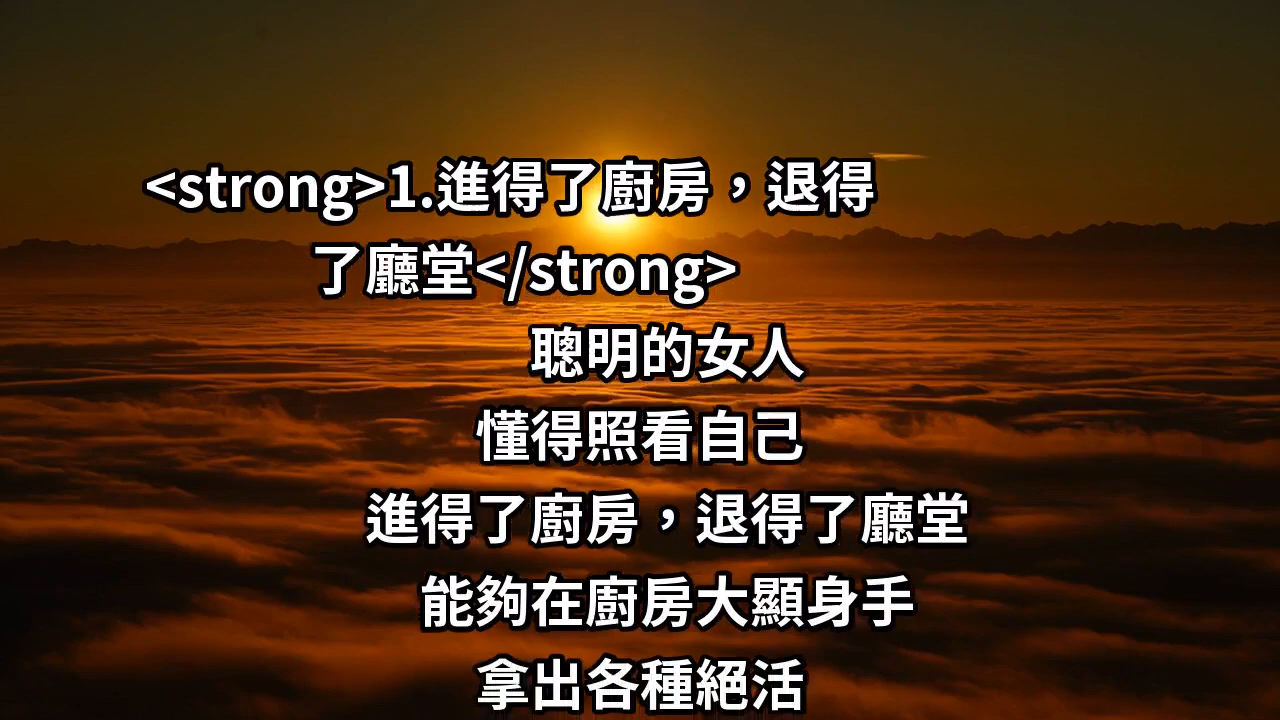 <strong>1.進得了廚房，退得
了廳堂</strong>
聰明的女人
懂得照看自己
進得了廚房，退得了廳堂
能夠在廚房大顯身手
拿出各種絕活